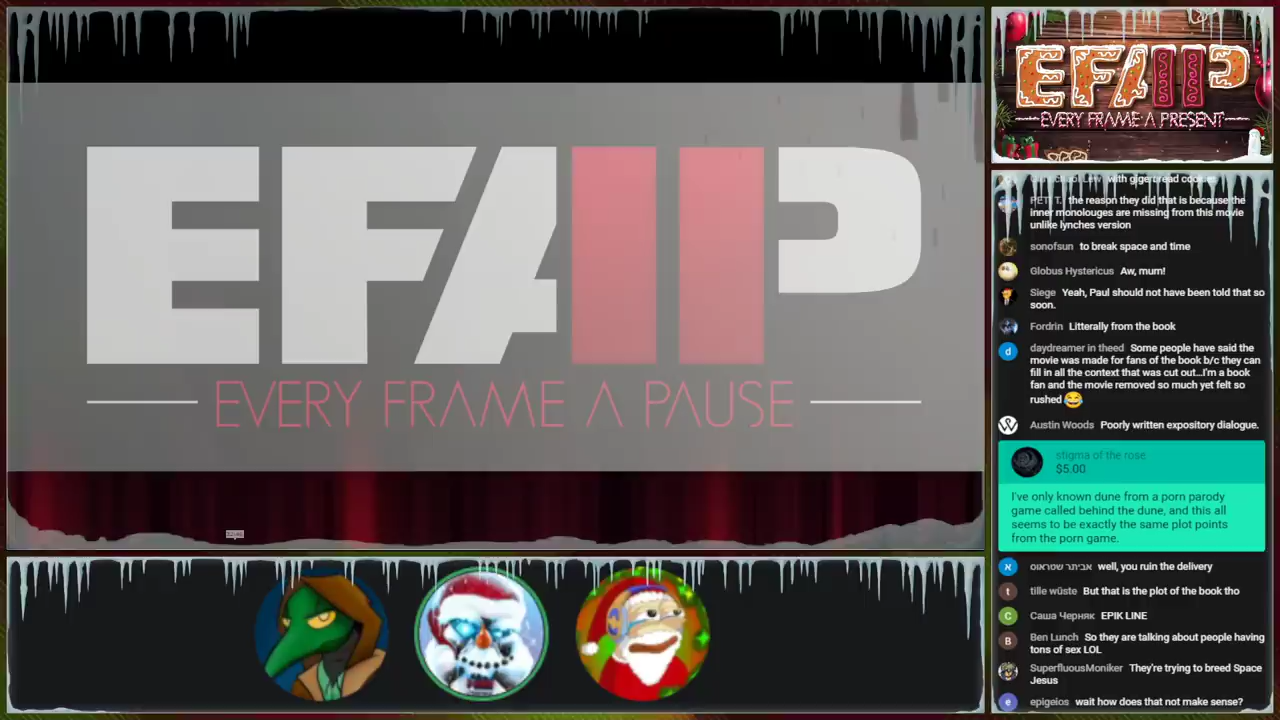 EFAP
EVERY FRAME A PAUSE
EFAP
EVERY FRAME A PRESENT
with gigerbread cookies
PET T. the reason they did that is because the
inner monolouges are missing from this movie
unlike lynches version
sonofsun to break space and time
Globus Hystericus Aw, mum!
Siege Yeah, Paul should not have been told that so
soon.
Fordrin Litterally from the book
d
daydreamer in theed Some people have said the
movie was made for fans of the book b/c they can
fill in all the context that was cut out...I'm a book
fan and the movie removed so much yet felt so
rushed 😂
Austin Woods Poorly written expository dialogue.
stigma of the rose
$5.00
I've only known dune from a porn parody
game called behind the dune, and this all
seems to be exactly the same plot points
from the porn game.
א אביתר שטראוס well, you ruin the delivery
t tille wüste But that is the plot of the book tho
C Саша Черняк EPIK LINE
B Ben Lunch So they are talking about people having
tons of sex LOL
SuperfluousMoniker They're trying to breed Space
Jesus
e epigeios wait how does that not make sense?